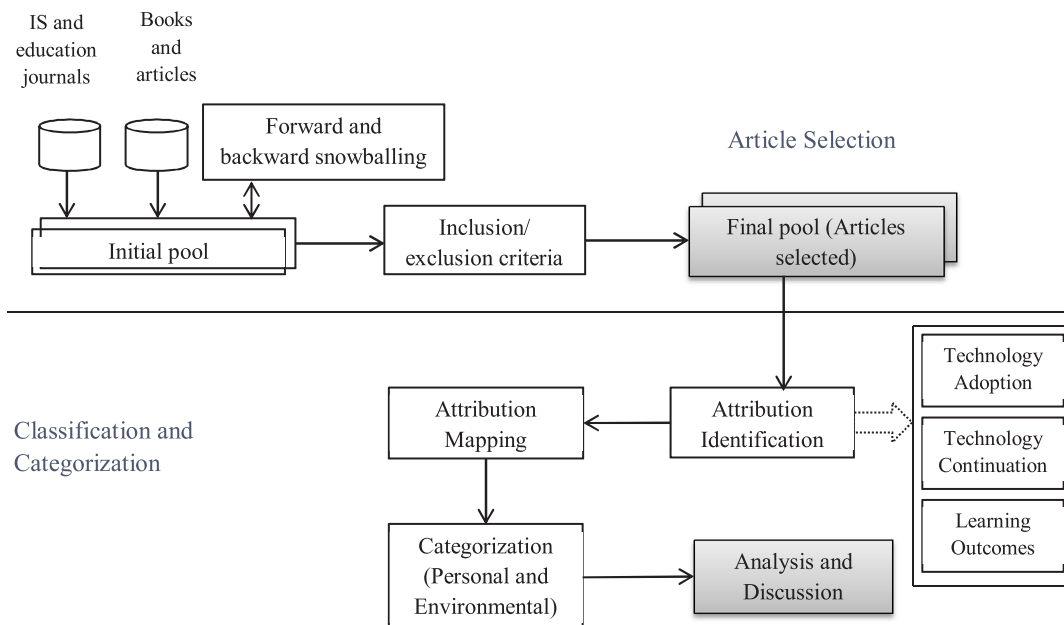 IS and
education
journals
Books
and
articles
Forward and
backward snowballing
Article Selection
Initial pool
Inclusion/
exclusion criteria
Final pool (Articles
selected)
Classification and
Categorization
Attribution
Mapping
Attribution
Identification
Technology
Adoption
Technology
Continuation
Learning
Outcomes
Categorization
(Personal and
Environmental)
Analysis and
Discussion